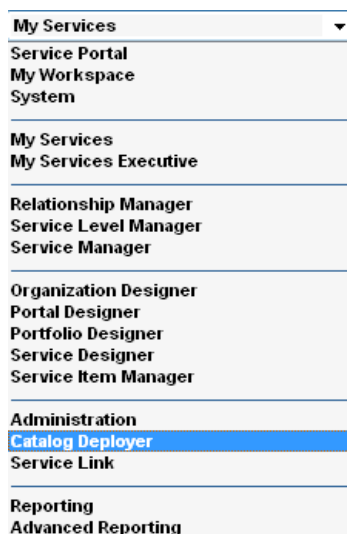 My Services
Service Portal
My Workspace
System
My Services
My Services Executive
Relationship Manager
Service Level Manager
Service Manager
Organization Designer
Portal Designer
Portfolio Designer
Service Designer
Service Item Manager
Administration
Catalog Deployer
Service Link
Reporting
Advanced Reporting